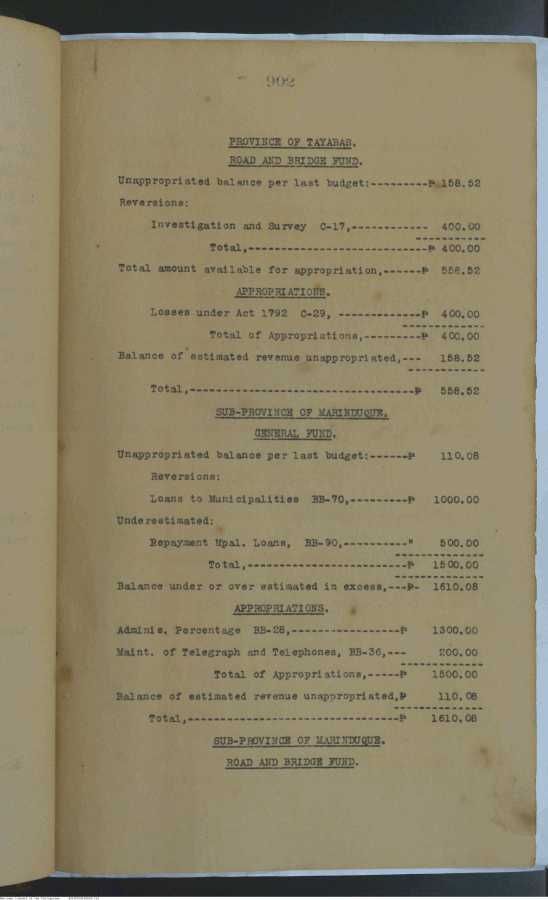 902
PROVINCE OF TAYABAS.
ROAD AND BRIDGE FUND.
Unappropriated balance per last budget:---------₱ 158.52
Reversions:
Investigation and Survey C-17,------------ 400.00
Total,----------------------------₱ 400.00
Total amount available for appropriation,------₱ 558.52
APPROPRIATIONS.
Losses under Act 1792 C-29, -------------₱ 400.00
Total of Appropriations,---------₱ 400.00
Balance of estimated revenue unappropriated,--- 158.52
Total,-----------------------------------₱ 558.52
SUB-PROVINCE OF MARINDUQUE.
GENERAL FUND.
Unappropriated balance per last budget:------₱ 110.08
Reversions:
Loans to Municipalities BB-70,---------₱ 1000.00
Underestimated:
Repayment Mpal. Loans, BB-90,----------" 500.00
Total,-------------------------₱ 1500.00
Balance under or over estimated in excess,---₱- 1610.08
APPROPRIATIONS.
Adminis. Percentage BB-28,-----------------₱ 1300.00
Maint. of Telegraph and Telephones, BB-36,--- 200.00
Total of Appropriations,-----₱ 1500.00
Balance of estimated revenue unappropriated,₱ 110.08
Total,---------------------------------₱ 1610.08
SUB-PROVINCE OF MARINDUQUE.
ROAD AND BRIDGE FUND.